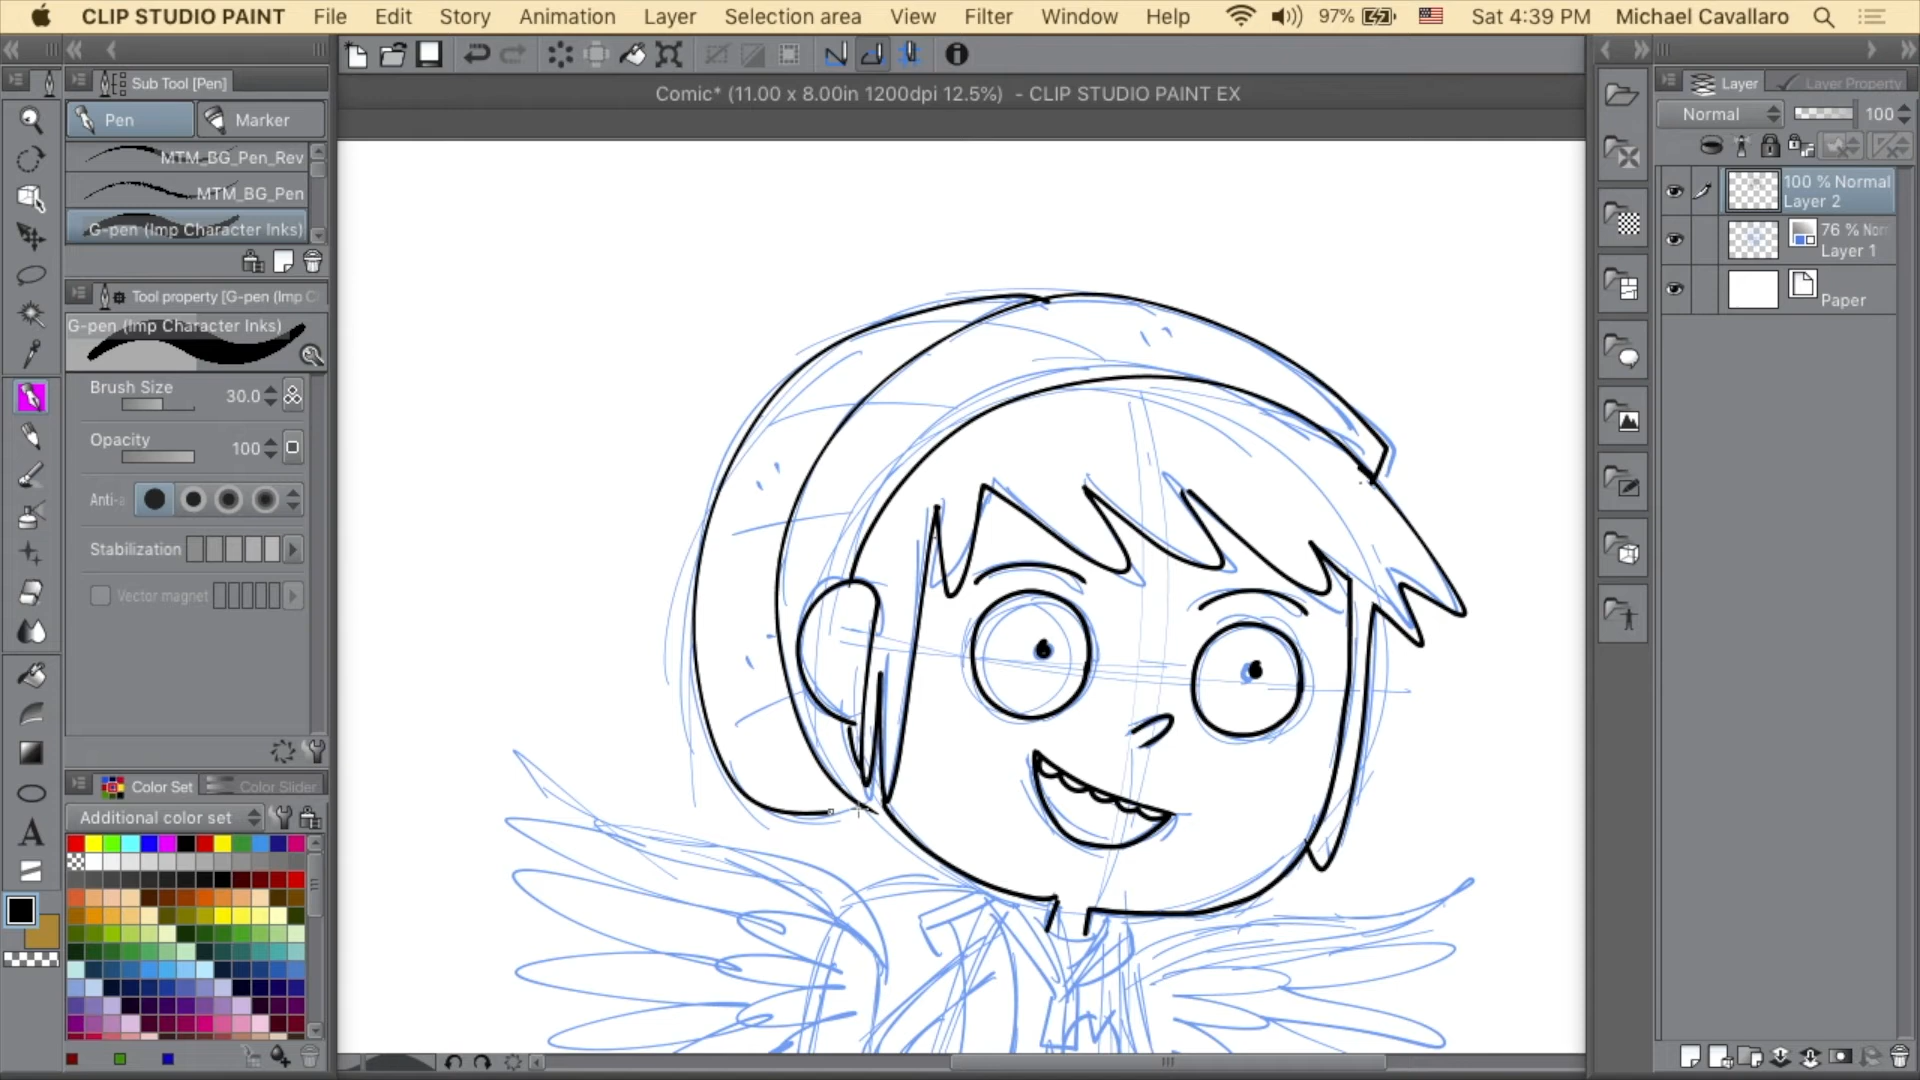 CLIP STUDIO PAINT File Edit Story Animation Layer Selection area View Filter Window Help 97% Sat 4:39 PM Michael Cavallaro
Comic* (11.00 x 8.00in 1200dpi 12.5%) - CLIP STUDIO PAINT EX
Sub Tool [Pen]
Pen Marker
MTM_BG_Pen_Rev
MTM_BG_Pen
G-pen (Imp Character Inks)
Tool property [G-pen (Imp C
G-pen (Imp Character Inks)
Brush Size 30.0
Opacity 100
Anti-a
Stabilization
Vector magnet
Color Set Color Slider
Additional color set
A
Layer Layer Property
Normal 100
100 % Normal
Layer 2
76 % Nor
Layer 1
Paper